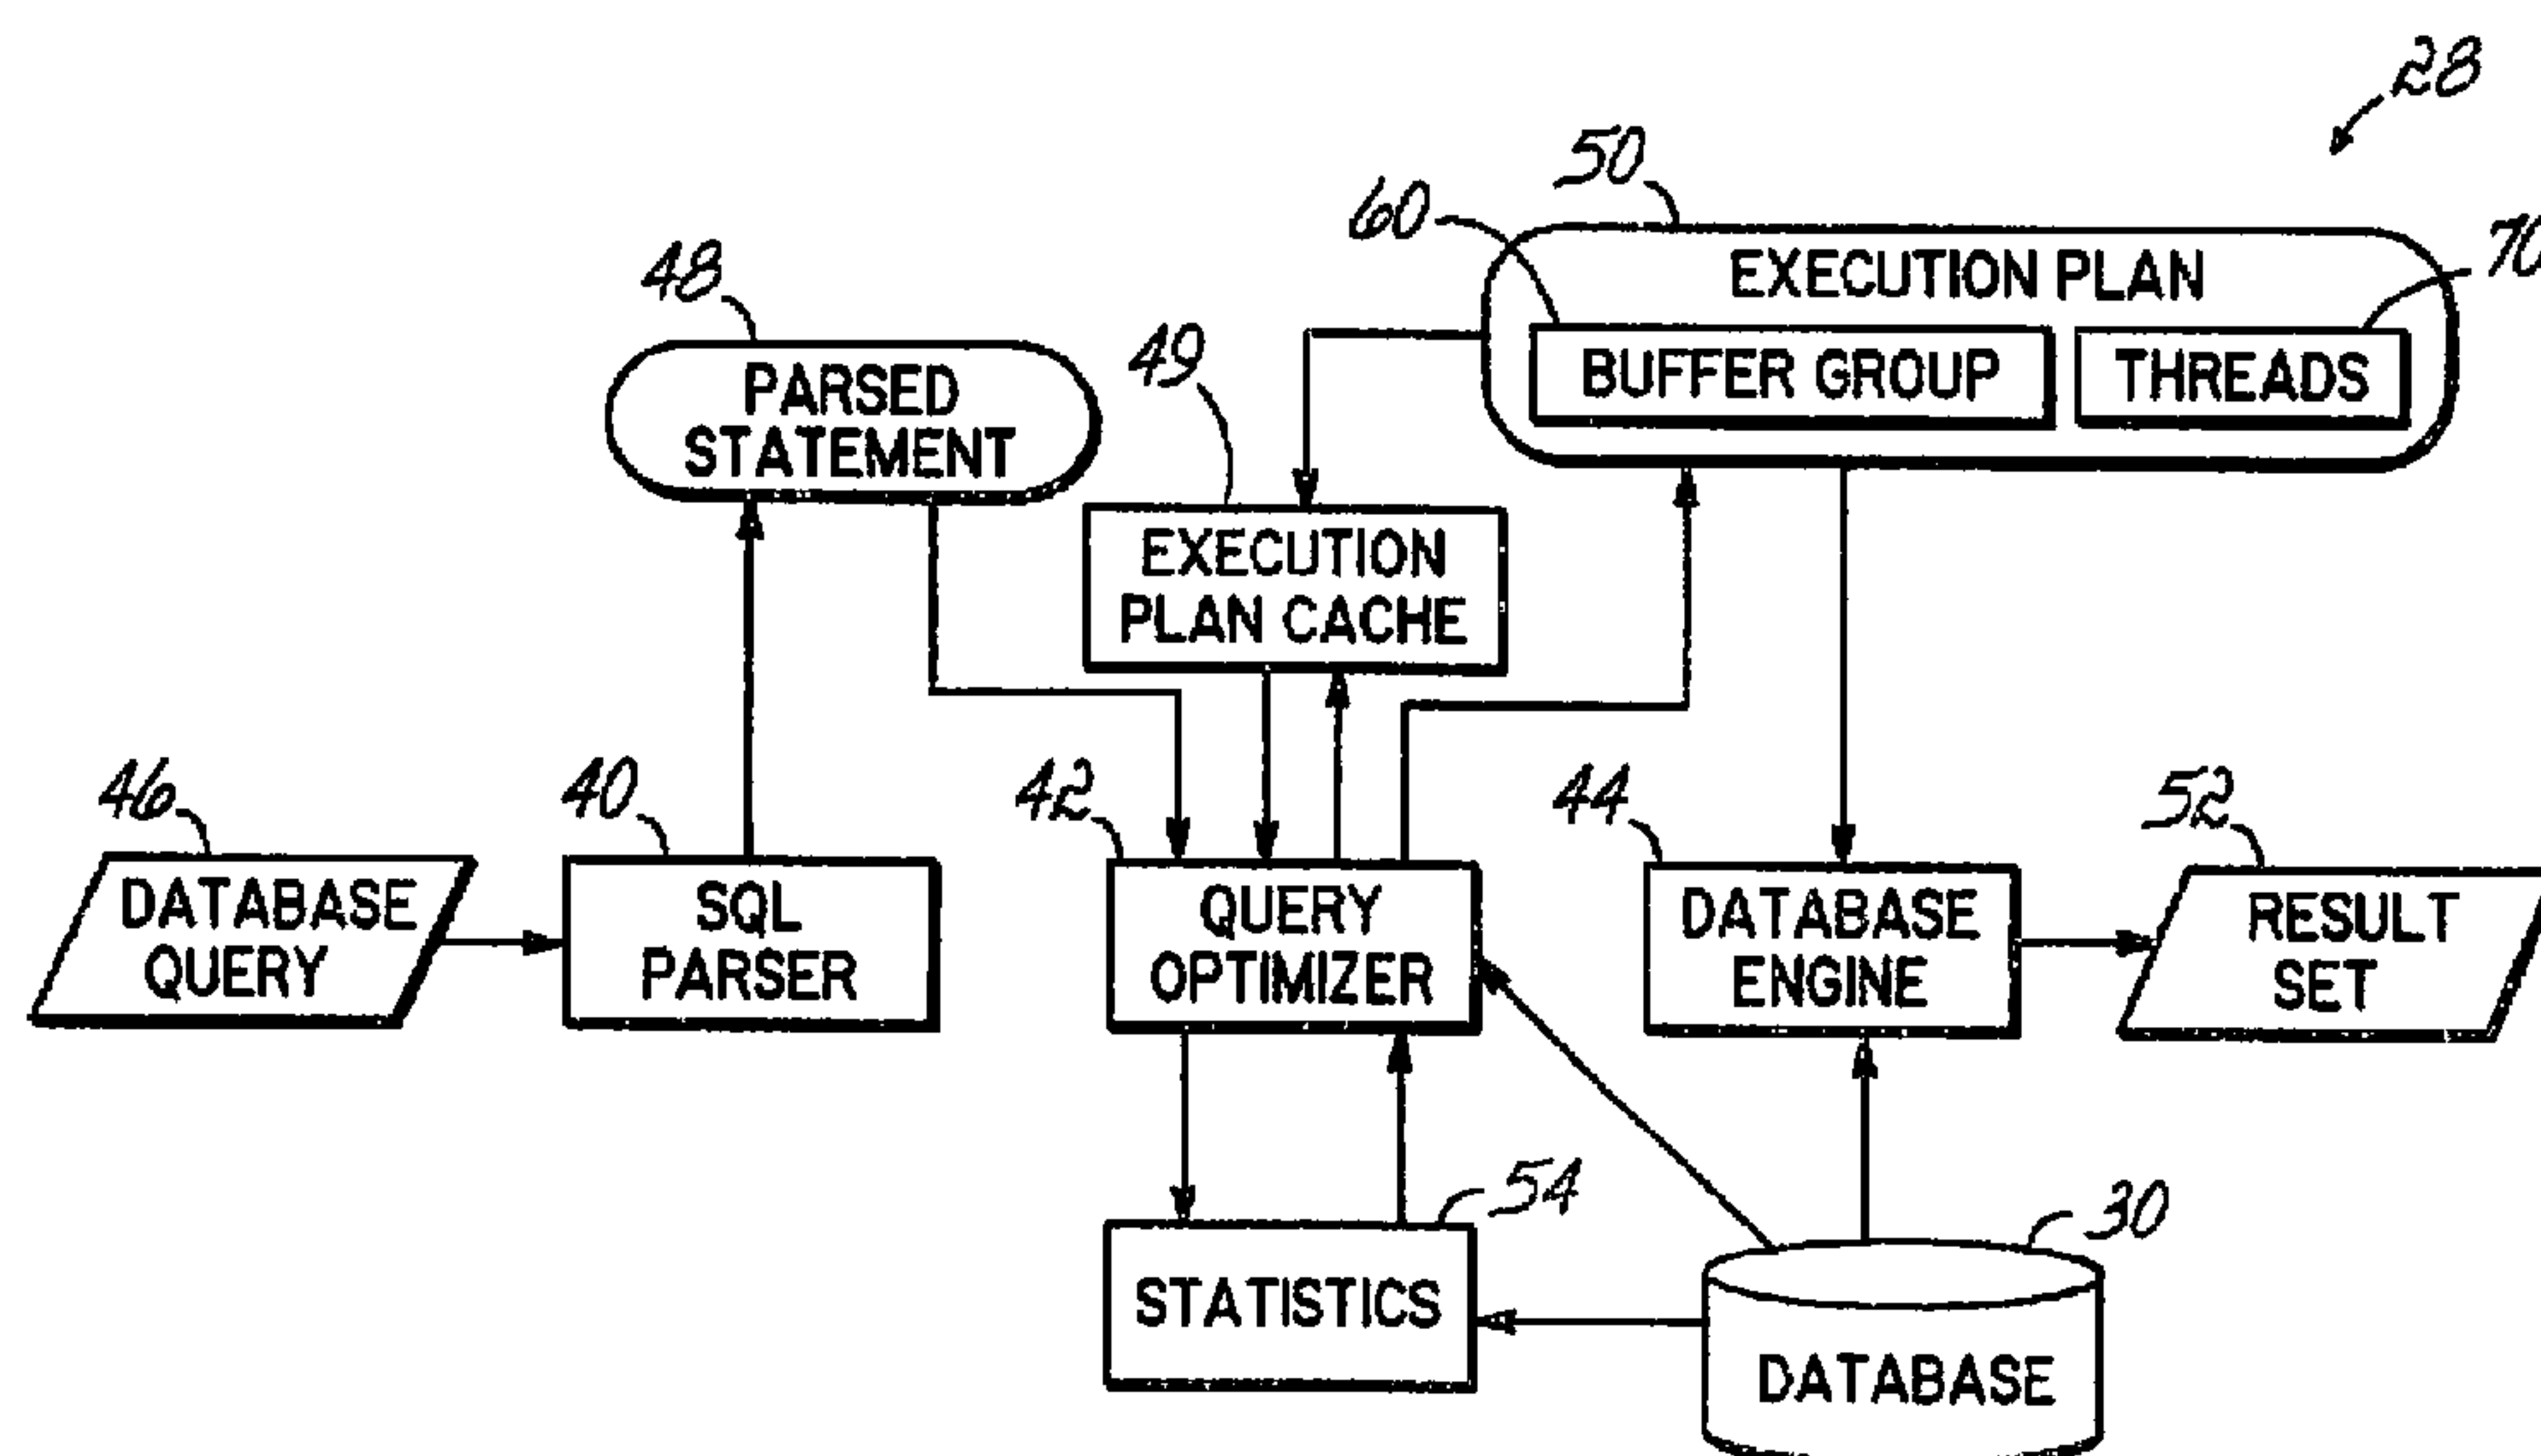 28
50
60
70
EXECUTION PLAN
BUFFER GROUP
THREADS
48
PARSED
STATEMENT
49
EXECUTION
PLAN CACHE
46
DATABASE
QUERY
40
SQL
PARSER
42
QUERY
OPTIMIZER
44
DATABASE
ENGINE
52
RESULT
SET
54
STATISTICS
30
DATABASE